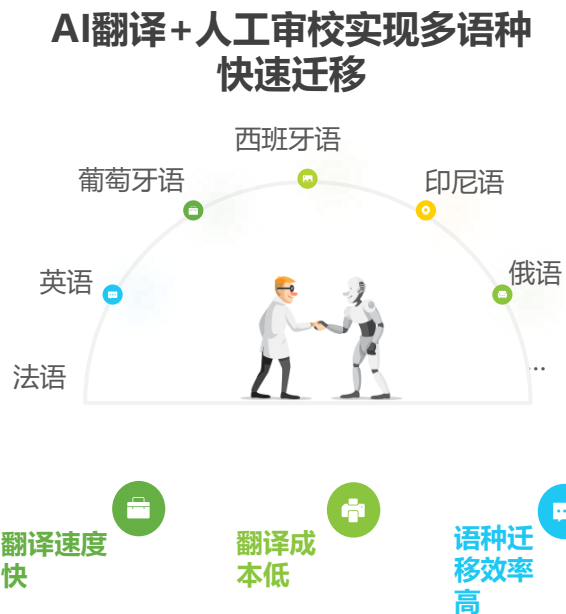 AI翻译+人工审校实现多语种
快速迁移
西班牙语
葡萄牙语
印尼语
英语
俄语
法语
...
翻译速度
快
翻译成
本低
语种迁
移效率
高